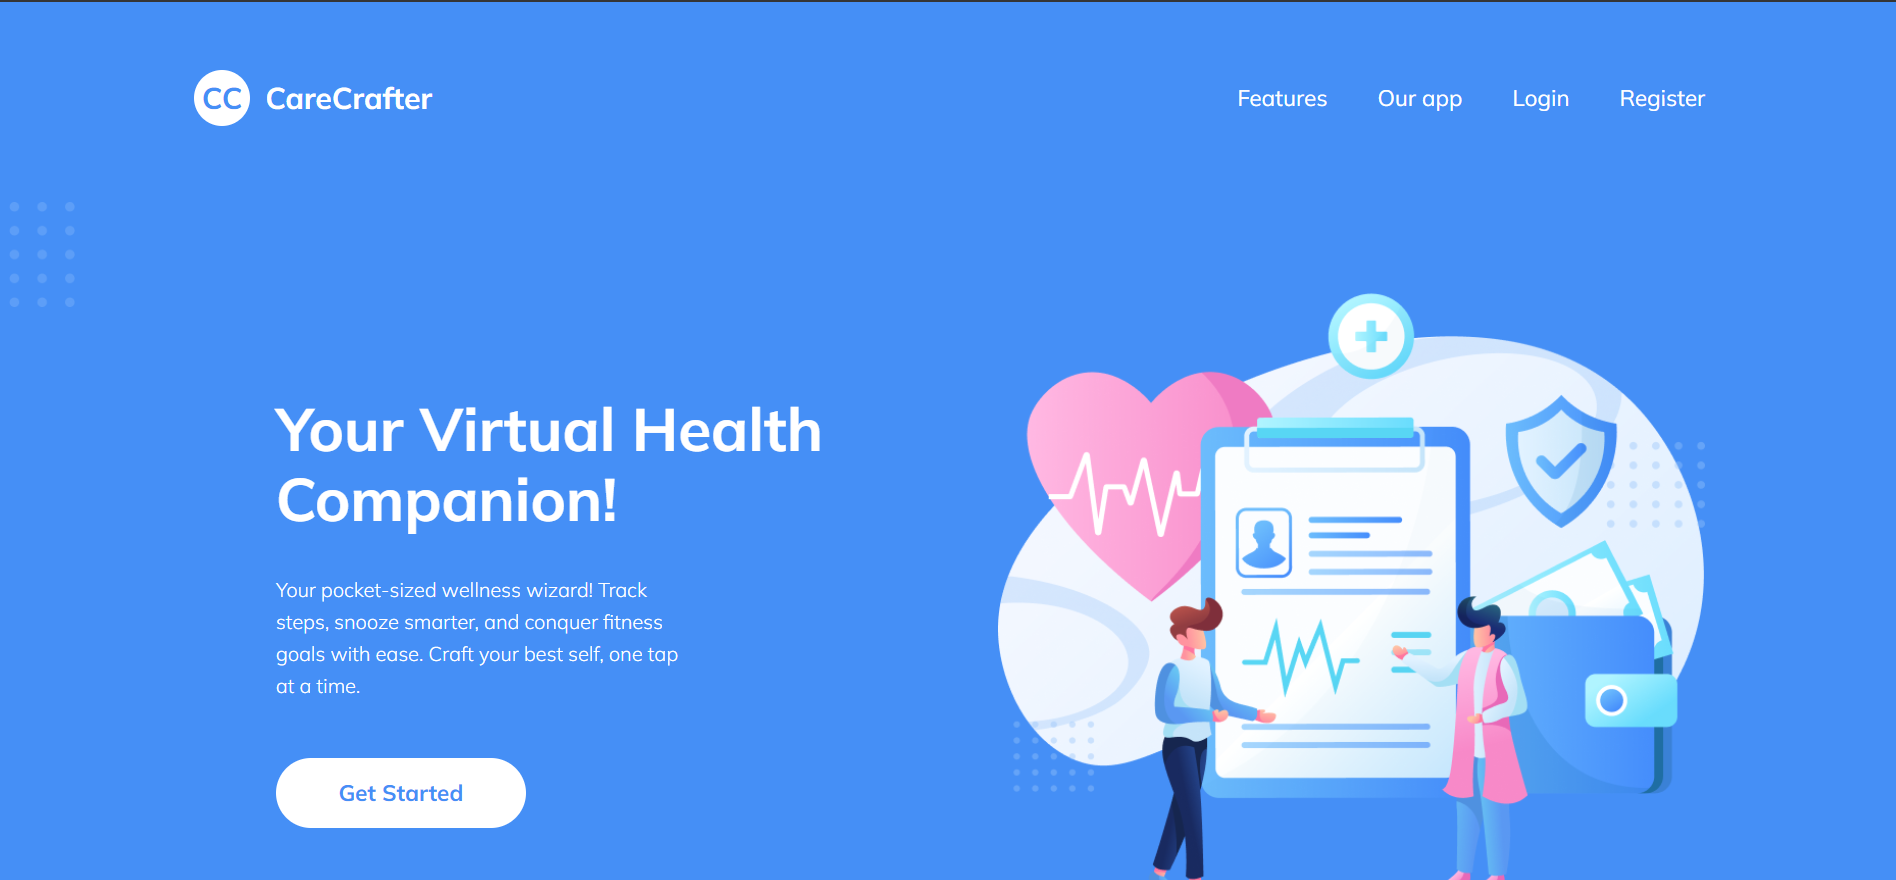 CC CareCrafter
Features Our app Login Register
Your Virtual Health
Companion!
Your pocket-sized wellness wizard! Track
steps, snooze smarter, and conquer fitness
goals with ease. Craft your best self, one tap
at a time.
Get Started